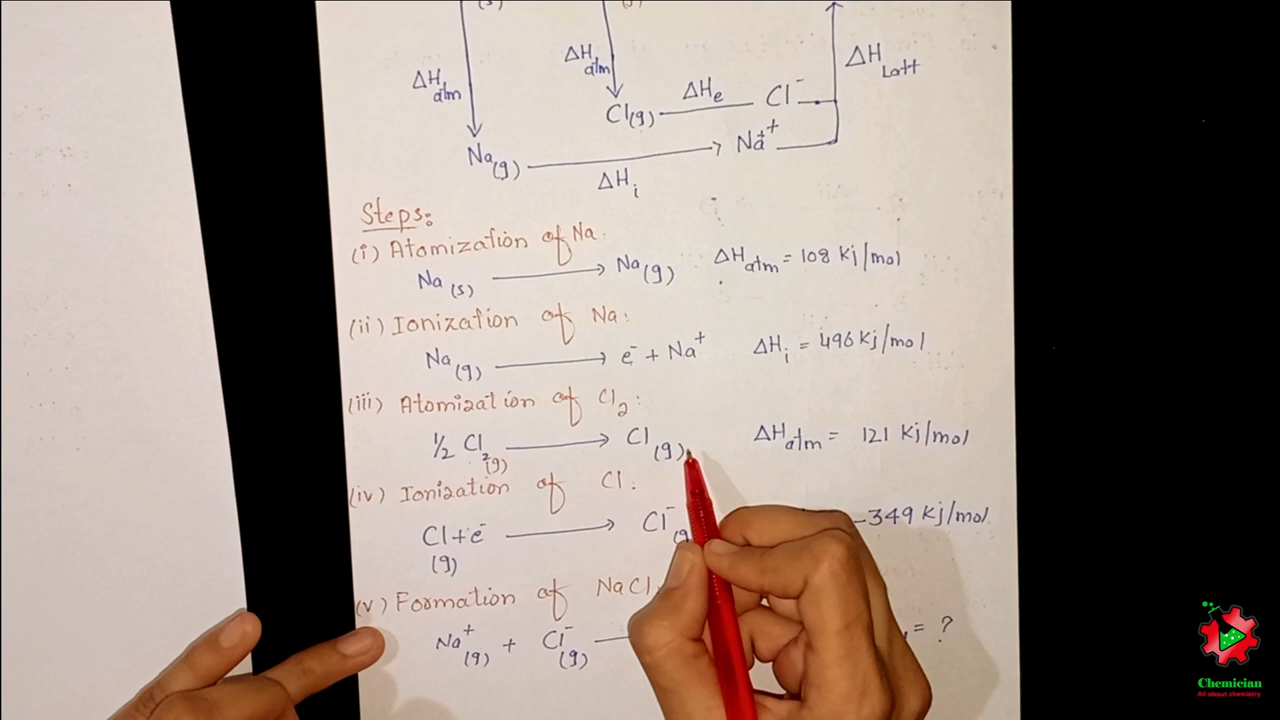 (s)
ΔH atm
ΔH atm
ΔH Latt
Cl(g)
ΔHe
Cl⁻
Na(g)
ΔHi
Na⁺
Steps:
(i) Atomization of Na:
Na(s) → Na(g) ΔHatm = 108 kj/mol
(ii) Ionization of Na:
Na(g) → e⁻ + Na⁺ ΔHi = 496 kj/mol
(iii) Atomization of Cl₂:
½ Cl₂(g) → Cl(g) ΔHatm = 121 kj/mol
(iv) Ionization of Cl:
Cl(g) + e⁻ → Cl⁻(g -349 kj/mol
(v) Formation of NaCl
Na⁺(g) + Cl⁻(g) = ?
Chemician
All about chemistry